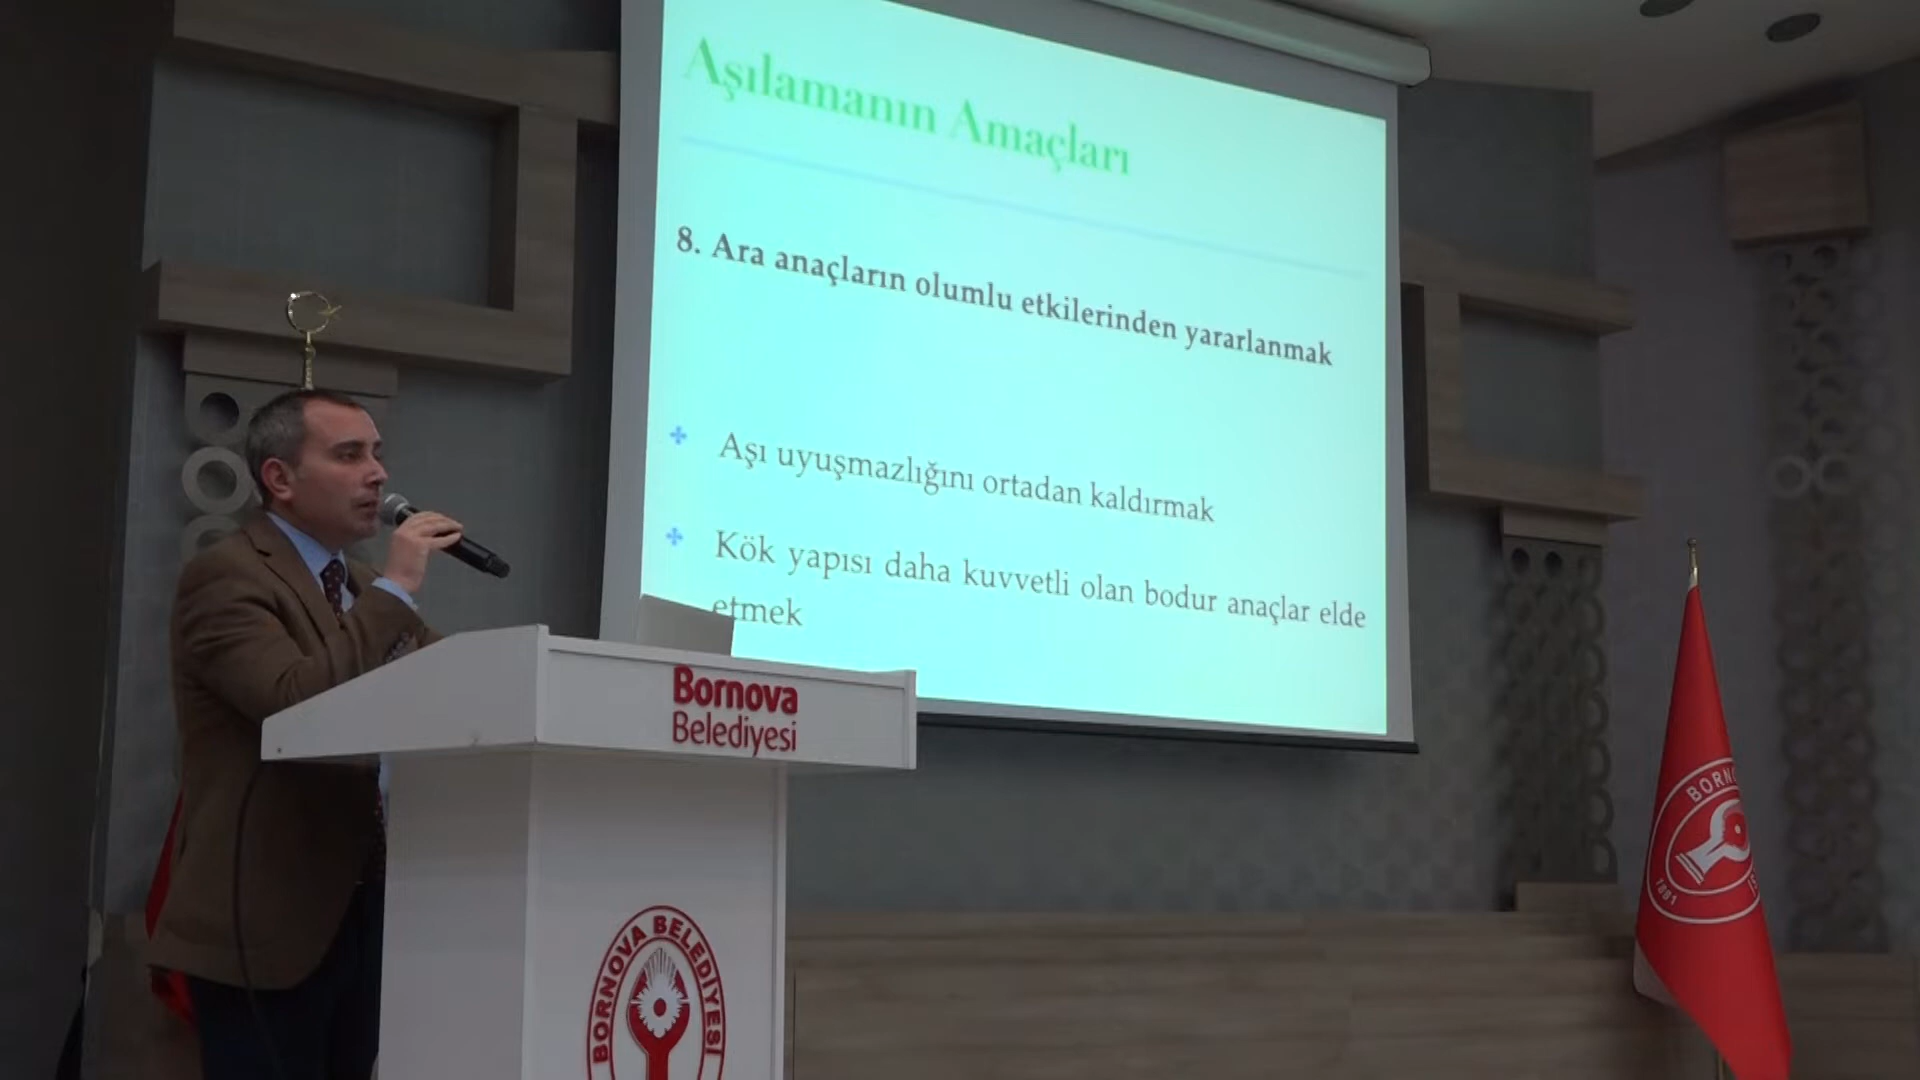 Aşılamanın Amaçları
8. Ara anaçların olumlu etkilerinden yararlanmak
Aşı uyuşmazlığını ortadan kaldırmak
Kök yapısı daha kuvvetli olan bodur anaçlar elde
etmek
Bornova
Belediyesi
BORNOVA BELEDİYESİ
1881